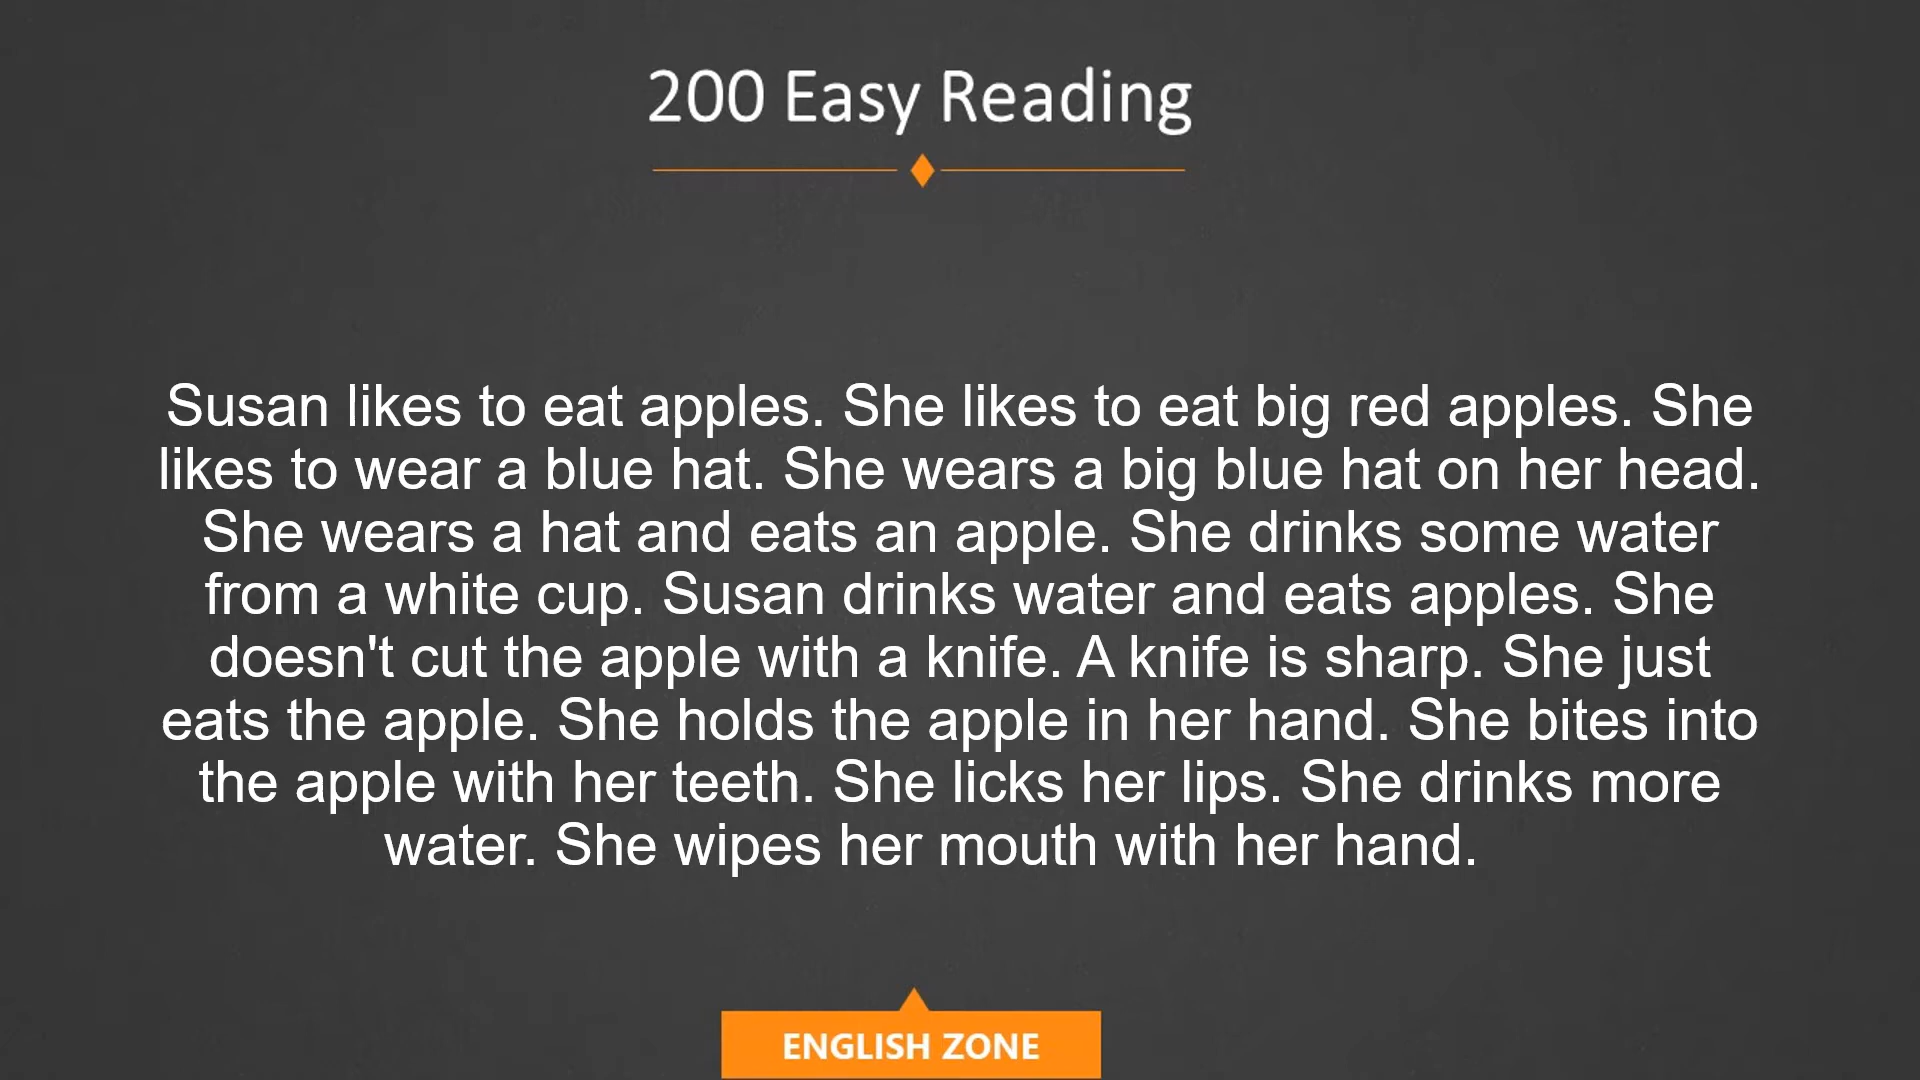 200 Easy Reading
Susan likes to eat apples. She likes to eat big red apples. She
likes to wear a blue hat. She wears a big blue hat on her head.
She wears a hat and eats an apple. She drinks some water
from a white cup. Susan drinks water and eats apples. She
doesn't cut the apple with a knife. A knife is sharp. She just
eats the apple. She holds the apple in her hand. She bites into
the apple with her teeth. She licks her lips. She drinks more
water. She wipes her mouth with her hand.
ENGLISH ZONE